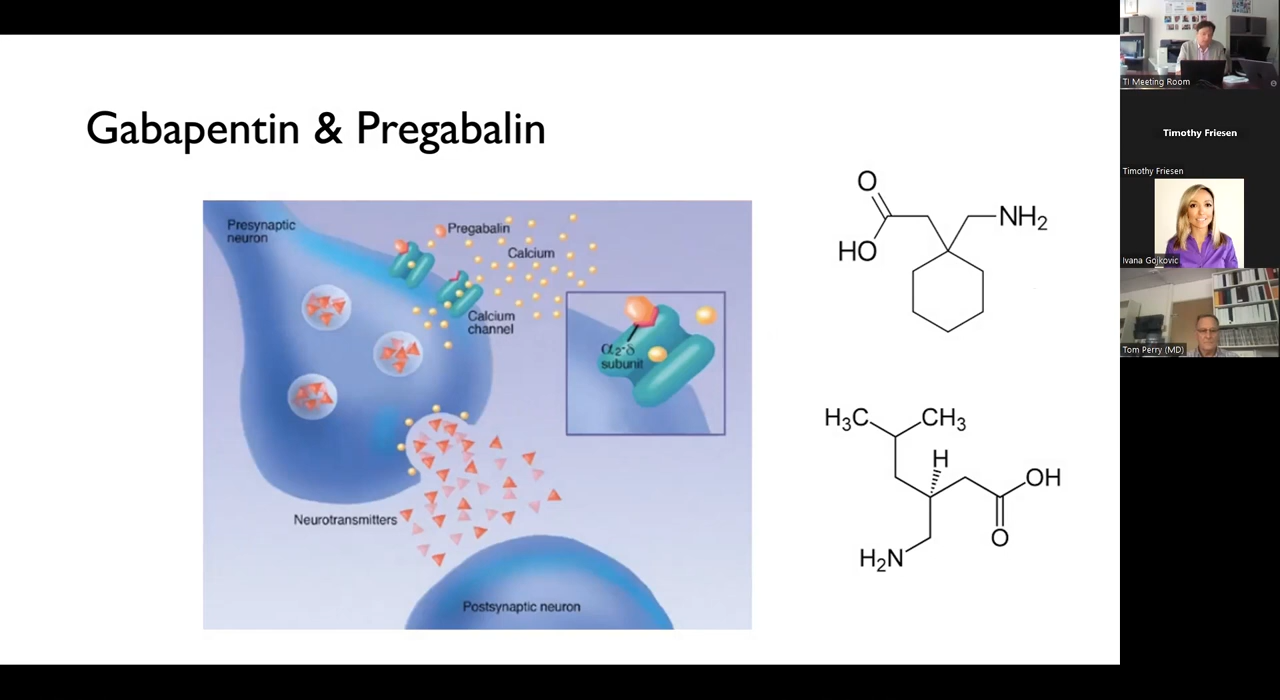 Gabapentin & Pregabalin
Presynaptic
neuron
Pregabalin
Calcium
Calcium
channel
α2-δ
subunit
Neurotransmitters
Postsynaptic neuron
O
HO
NH2
H3C
CH3
H
OH
O
H2N
TI Meeting Room
Timothy Friesen
Timothy Friesen
Ivana Gojkovic
Tom Perry (MD)